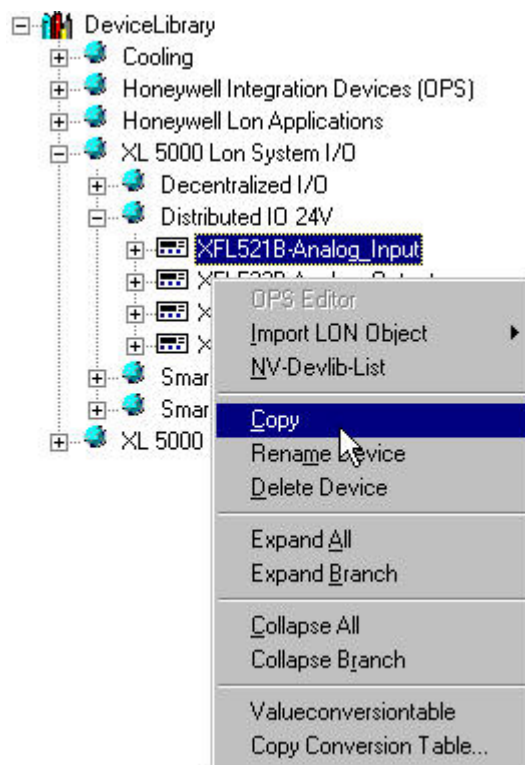 DeviceLibrary
Cooling
Honeywell Integration Devices (OPS)
Honeywell Lon Applications
XL 5000 Lon System I/O
Decentralized I/O
Distributed IO 24V
XFL521B-Analog_Input
OPS Editor
Import LON Object
NV-Devlib-List
Copy
Rename Device
Delete Device
Expand All
Expand Branch
Collapse All
Collapse Branch
Valueconversiontable
Copy Conversion Table...
X
X
Smar
Smar
XL 5000